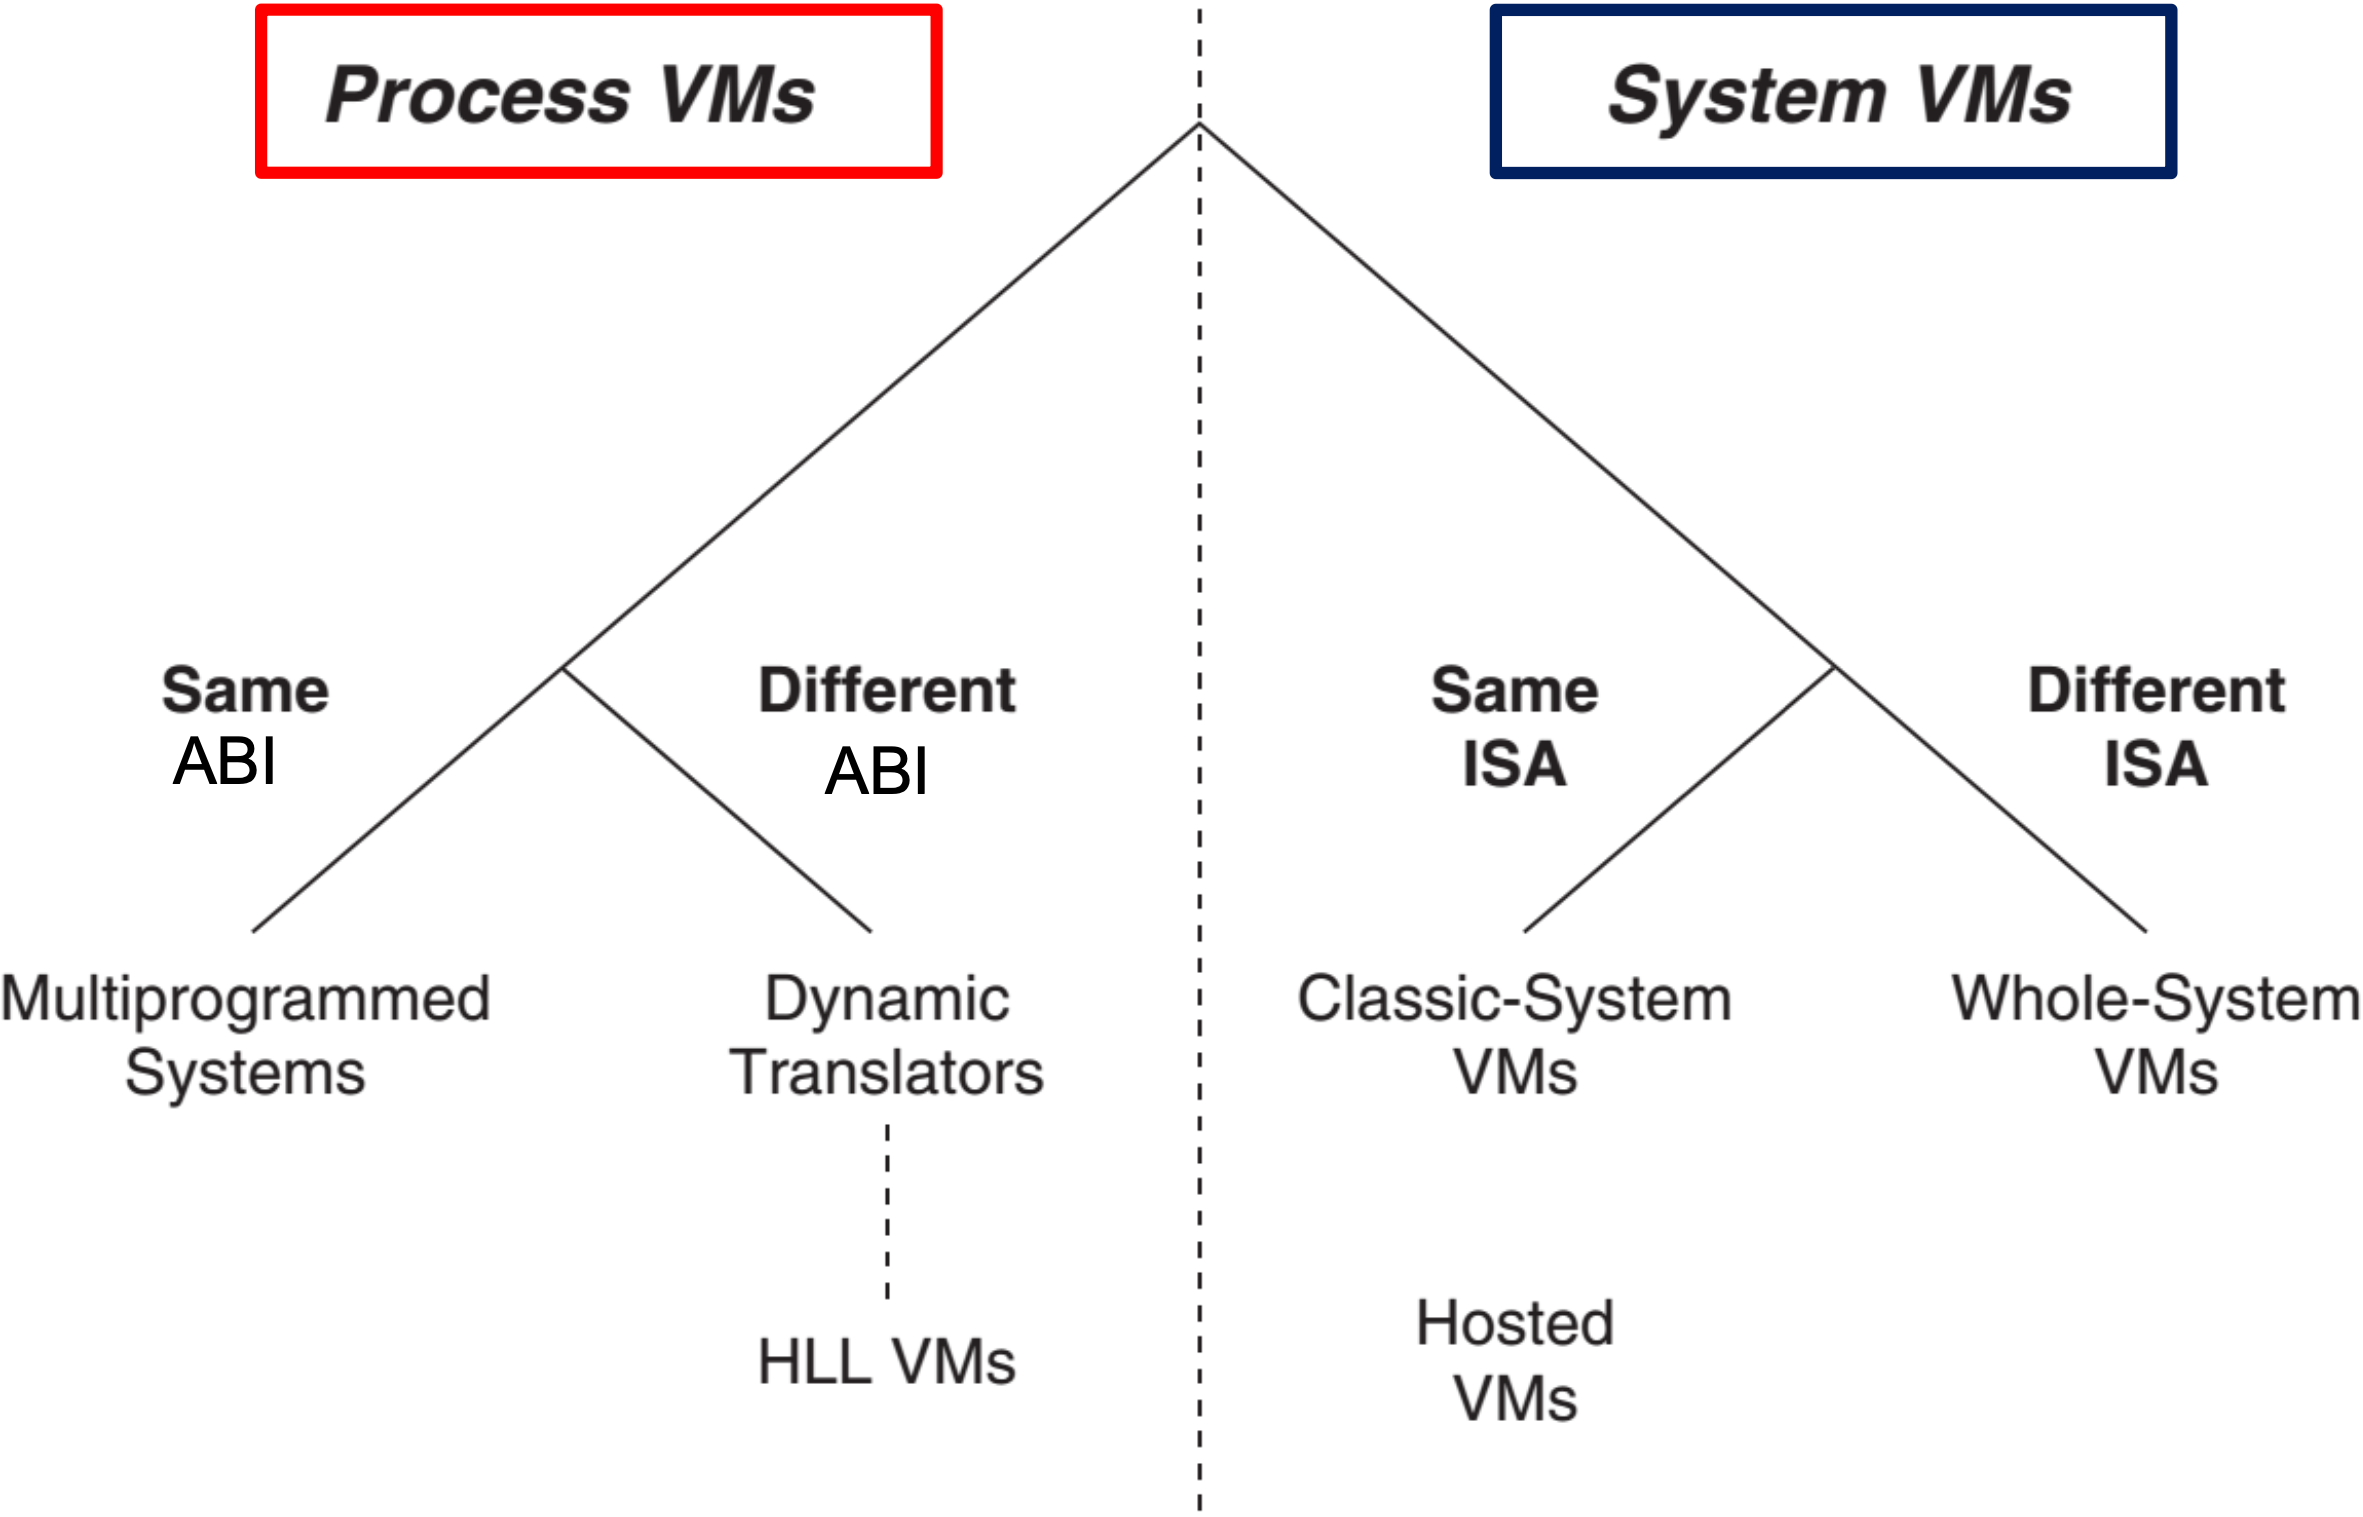 Process VMs
System VMs
Same
ABI
Different
ABI
Same
ISA
Different
ISA
Multiprogrammed
Systems
Dynamic
Translators
Classic-System
VMs
Whole-System
VMs
HLL VMs
Hosted
VMs